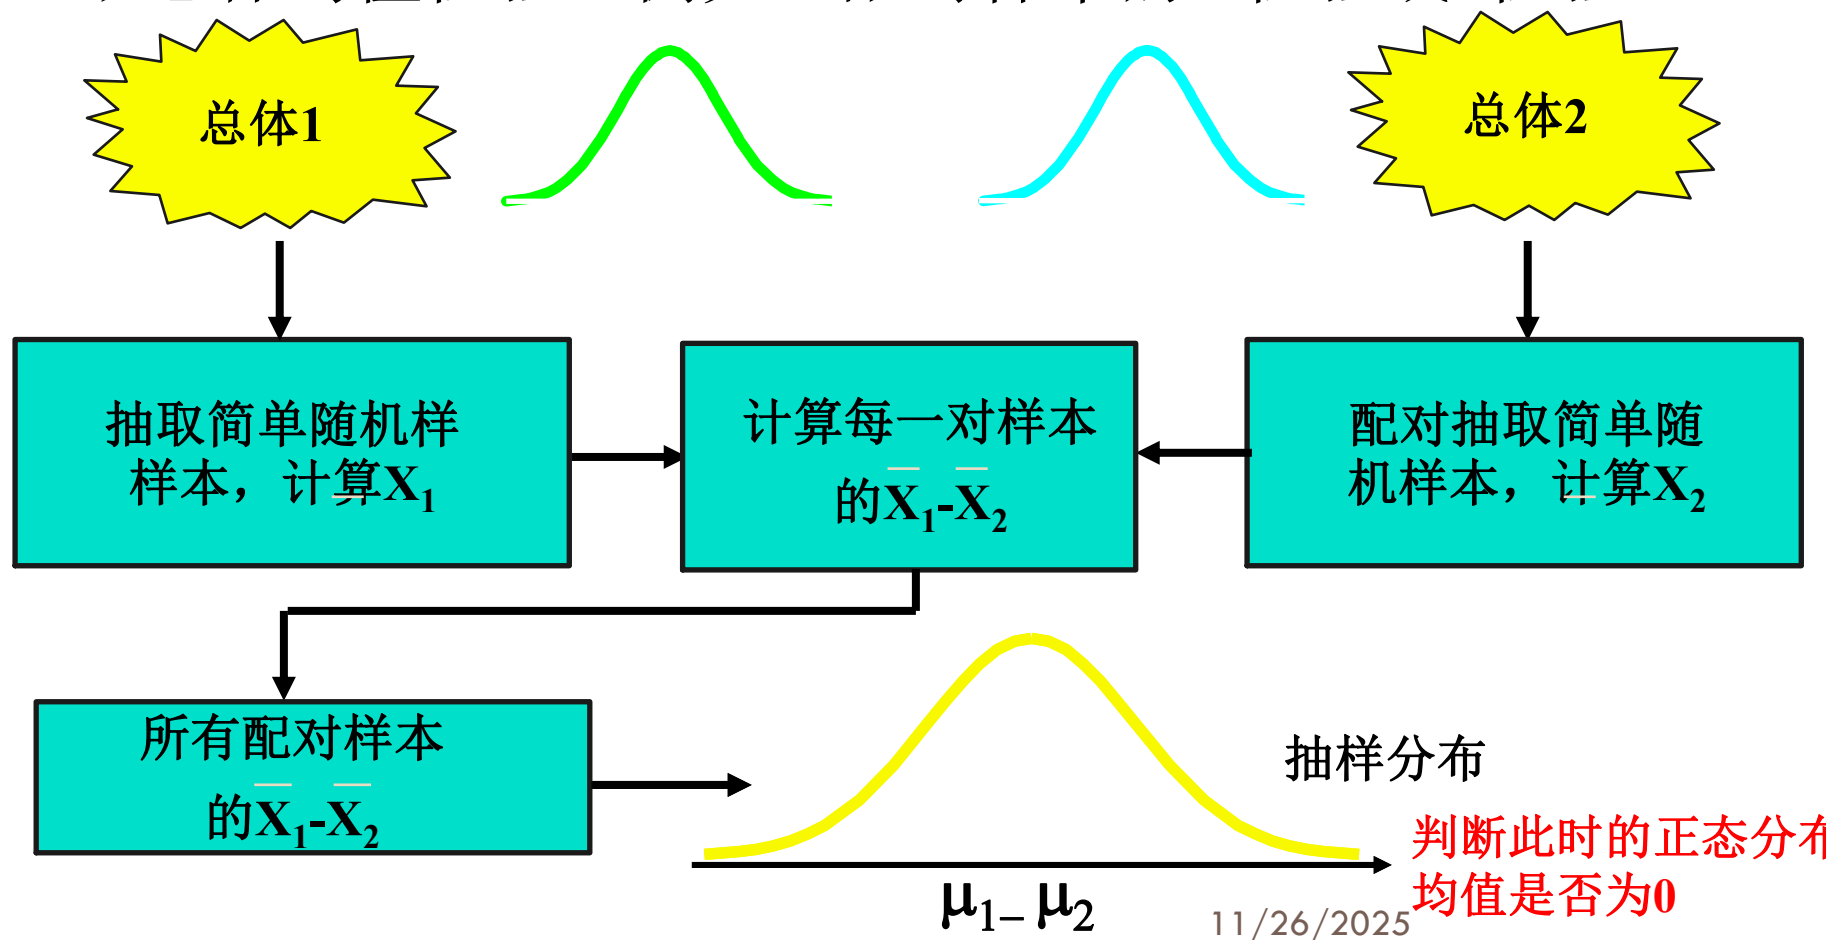 总体1
总体2
抽取简单随机样
样本，计算X₁
计算每一对样本
的X̄₁-X̄₂
配对抽取简单随
机样本，计算X₂
所有配对样本
的X̄₁-X̄₂
抽样分布
判断此时的正态分布
均值是否为0
μ₁₋ μ₂
11/26/2025